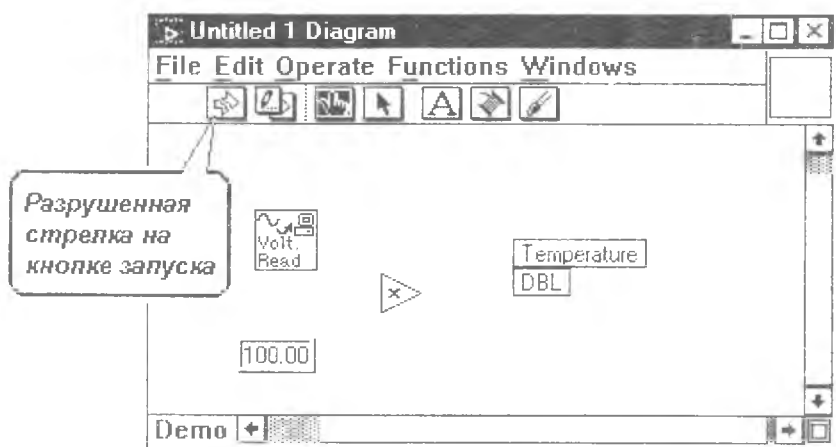 Untitled 1 Diagram
File Edit Operate Functions Windows
A
Разрушенная
стрелка на
кнопке запуска
Volt.
Read
Temperature
DBL
x
100.00
Demo